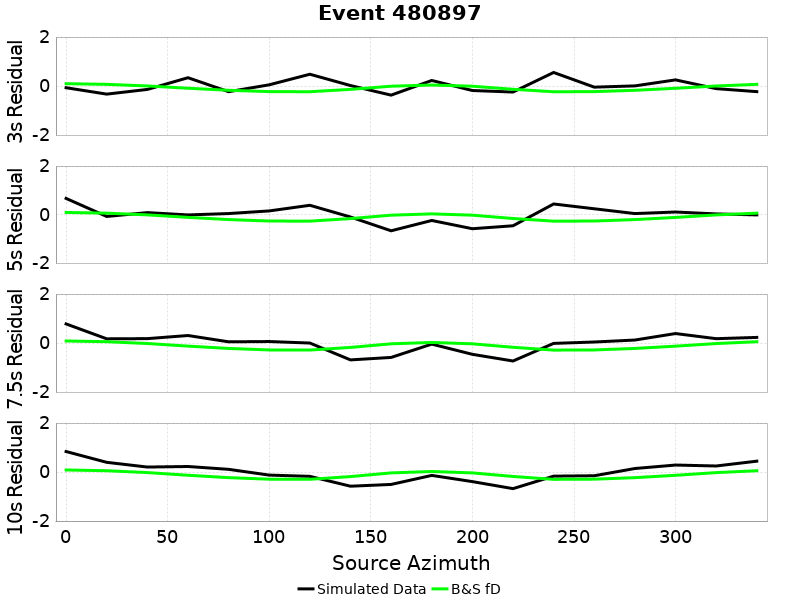 Event 480897
3s Residual
2
0
-2
5s Residual
2
0
-2
7.5s Residual
2
0
-2
10s Residual
2
0
-2
0 50 100 150 200 250 300
Source Azimuth
Simulated Data B&S fD